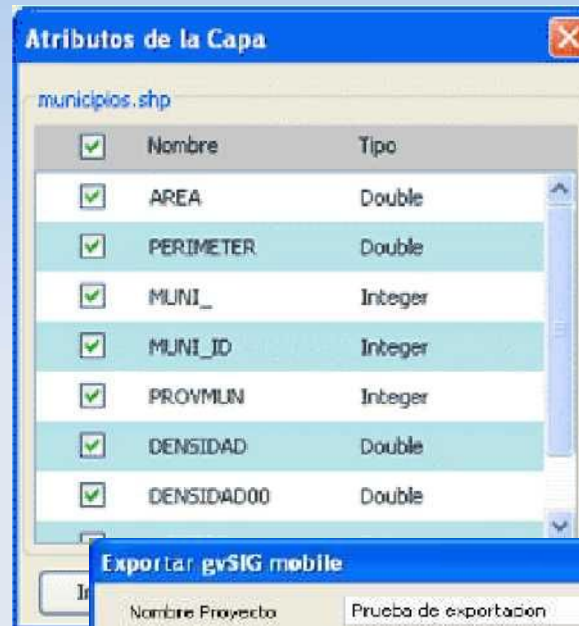 Atributos de la Capa
municipios.shp
Nombre Tipo
AREA Double
PERIMETER Double
MUNI_ Integer
MUNI_ID Integer
PROVMUN Integer
DENSIDAD Double
DENSIDAD00 Double
Exportar gvSIG mobile
Nombre Proyecto Prueba de exportacion